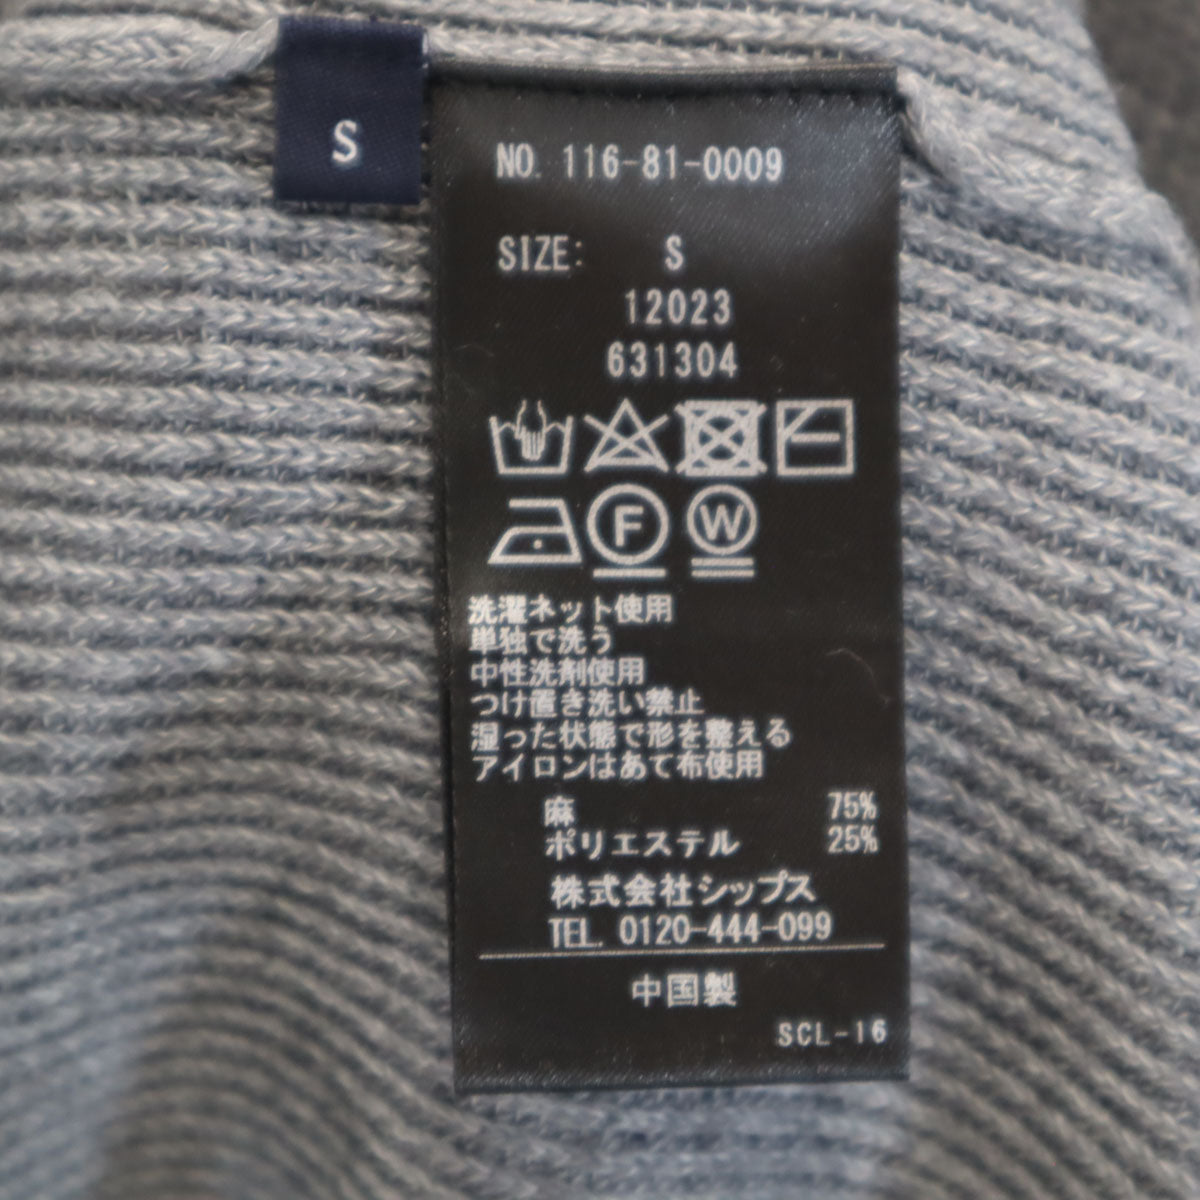 S
NO. 116-81-0009
SIZE: S
12023
631304
F W
洗濯ネット使用
単独で洗う
中性洗剤使用
つけ置き洗い禁止
湿った状態で形を整える
アイロンはあて布使用
麻 75%
ポリエステル 25%
株式会社シップス
TEL. 0120-444-099
中国製
SCL-16